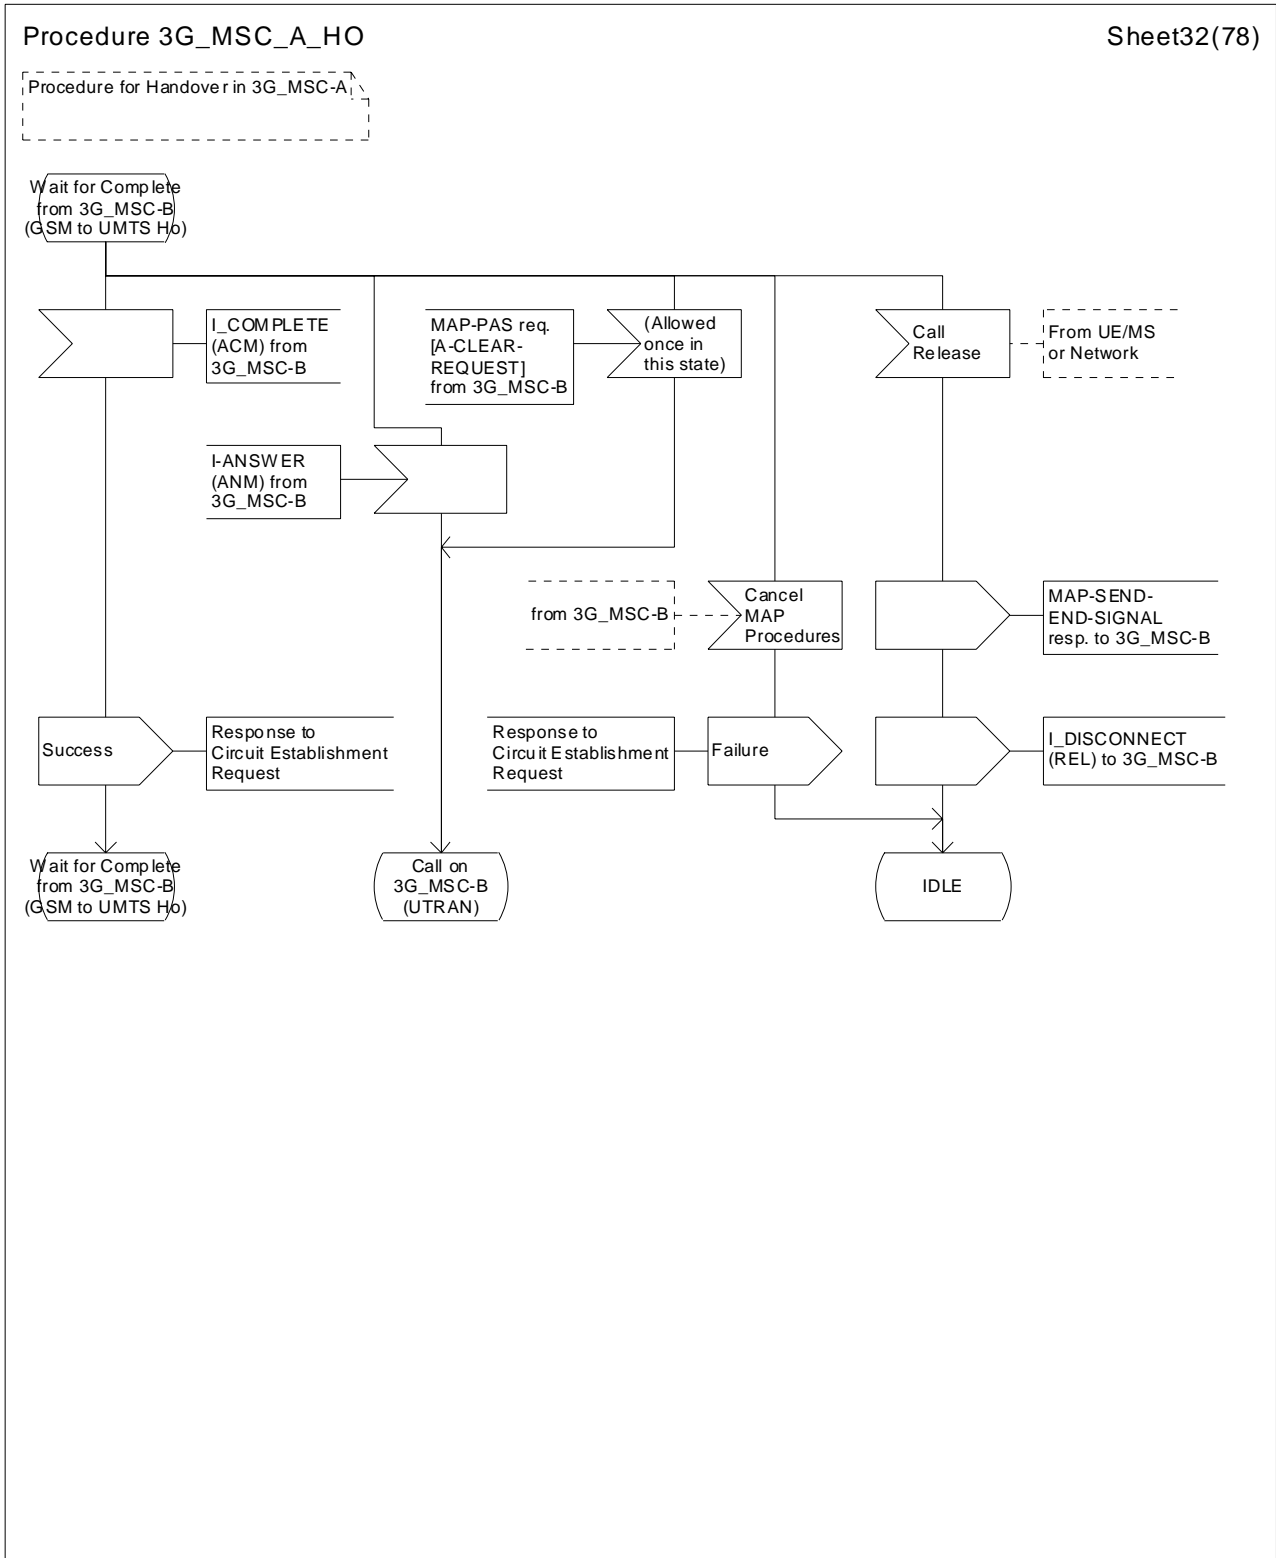 Procedure 3G_MSC_A_HO
Sheet32(78)
Procedure for Handover in 3G_MSC-A
Wait for Complete
from 3G_MSC-B
(GSM to UMTS Ho)
I_COMPLETE
(ACM) from
3G_MSC-B
MAP-PAS req.
[A-CLEAR-
REQUEST]
from 3G_MSC-B
(Allowed
once in
this state)
Call
Release
From UE/MS
or Network
I-ANSWER
(ANM) from
3G_MSC-B
from 3G_MSC-B
Cancel
MAP
Procedures
MAP-SEND-
END-SIGNAL
resp. to 3G_MSC-B
Success
Response to
Circuit Establishment
Request
Response to
Circuit Establishment
Request
Failure
I_DISCONNECT
(REL) to 3G_MSC-B
Wait for Complete
from 3G_MSC-B
(GSM to UMTS Ho)
Call on
3G_MSC-B
(UTRAN)
IDLE